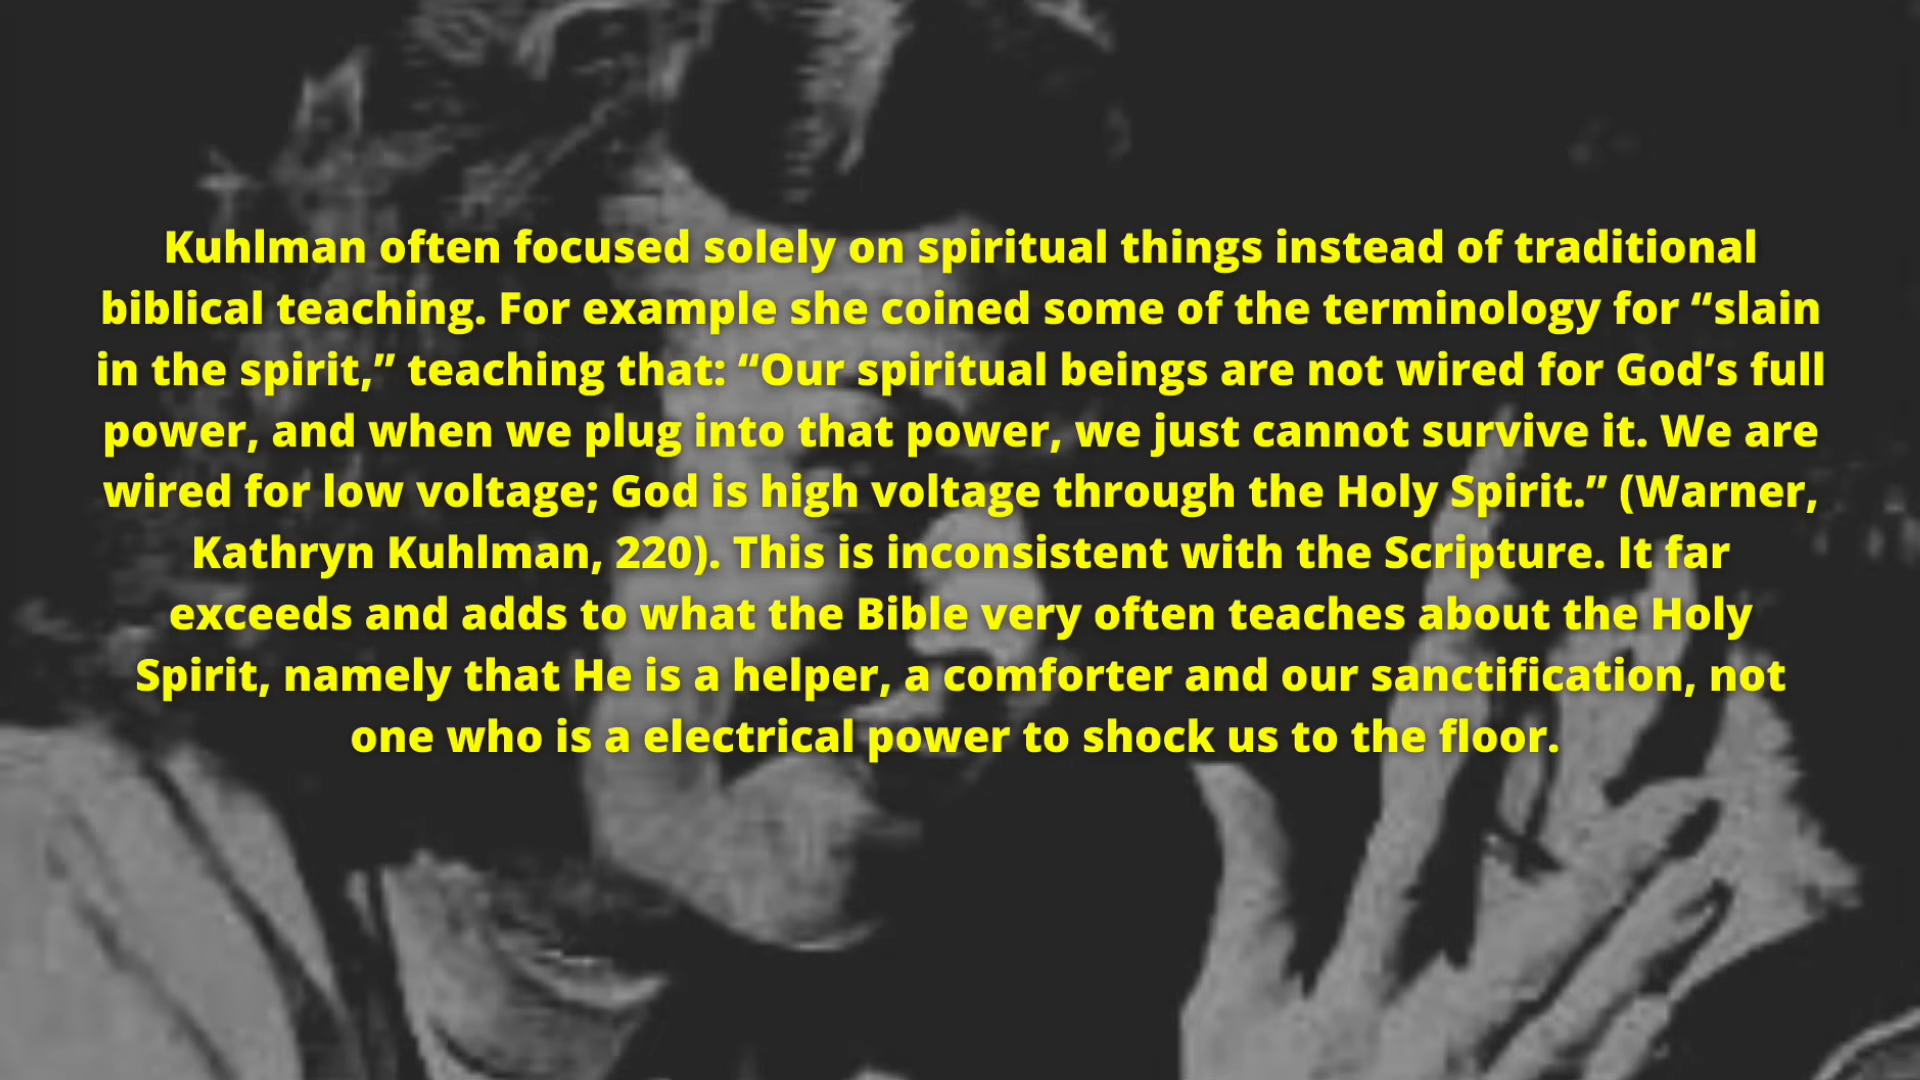 Kuhlman often focused solely on spiritual things instead of traditional
biblical teaching. For example she coined some of the terminology for “slain
in the spirit,” teaching that: “Our spiritual beings are not wired for God’s full
power, and when we plug into that power, we just cannot survive it. We are
wired for low voltage; God is high voltage through the Holy Spirit.” (Warner,
Kathryn Kuhlman, 220). This is inconsistent with the Scripture. It far
exceeds and adds to what the Bible very often teaches about the Holy
Spirit, namely that He is a helper, a comforter and our sanctification, not
one who is a electrical power to shock us to the floor.